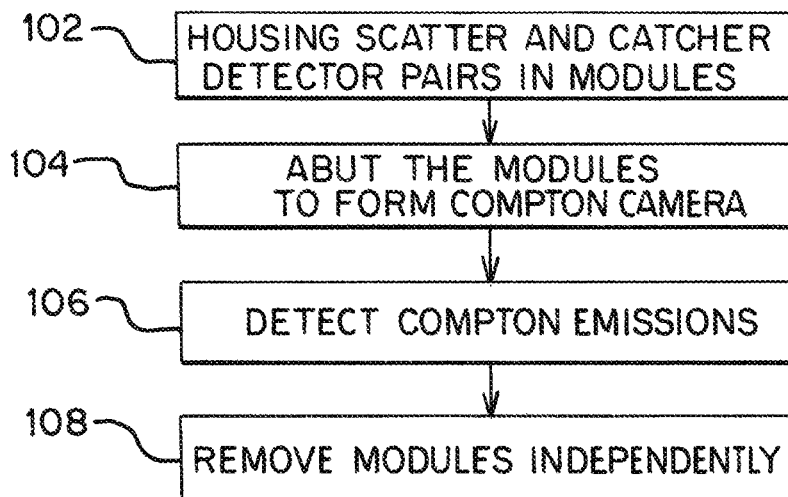 102
HOUSING SCATTER AND CATCHER
DETECTOR PAIRS IN MODULES
104
ABUT THE MODULES
TO FORM COMPTON CAMERA
106
DETECT COMPTON EMISSIONS
108
REMOVE MODULES INDEPENDENTLY